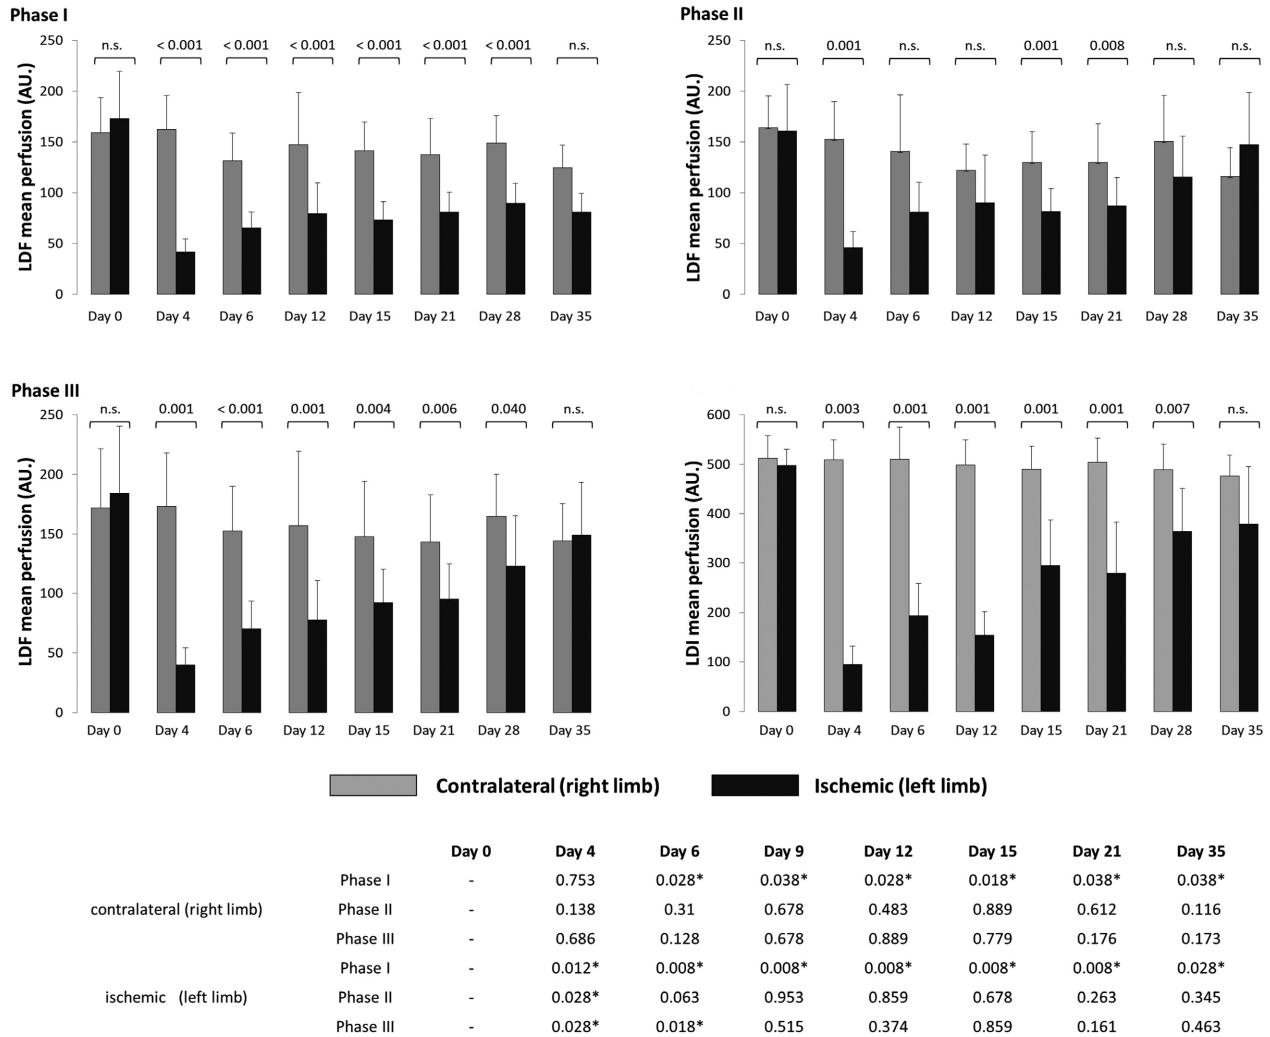 Phase I
n.s. < 0.001 < 0.001 < 0.001 < 0.001 < 0.001 < 0.001 n.s.
LDF mean perfusion (AU.)
250
200
150
100
50
0
Day 0 Day 4 Day 6 Day 12 Day 15 Day 21 Day 28 Day 35
Phase II
n.s. 0.001 n.s. n.s. 0.001 0.008 n.s. n.s.
LDF mean perfusion (AU.)
250
200
150
100
50
0
Day 0 Day 4 Day 6 Day 12 Day 15 Day 21 Day 28 Day 35
Phase III
n.s. 0.001 < 0.001 0.001 0.004 0.006 0.040 n.s.
LDF mean perfusion (AU.)
250
200
150
100
50
0
Day 0 Day 4 Day 6 Day 12 Day 15 Day 21 Day 28 Day 35
n.s. 0.003 0.001 0.001 0.001 0.001 0.007 n.s.
LDI mean perfusion (AU.)
600
500
400
300
200
100
0
Day 0 Day 4 Day 6 Day 12 Day 15 Day 21 Day 28 Day 35
Contralateral (right limb) Ischemic (left limb)
Day 0 Day 4 Day 6 Day 9 Day 12 Day 15 Day 21 Day 35
Phase I - 0.753 0.028* 0.038* 0.028* 0.018* 0.038* 0.038*
contralateral (right limb) Phase II - 0.138 0.31 0.678 0.483 0.889 0.612 0.116
Phase III - 0.686 0.128 0.678 0.889 0.779 0.176 0.173
Phase I - 0.012* 0.008* 0.008* 0.008* 0.008* 0.008* 0.028*
ischemic (left limb) Phase II - 0.028* 0.063 0.953 0.859 0.678 0.263 0.345
Phase III - 0.028* 0.018* 0.515 0.374 0.859 0.161 0.463